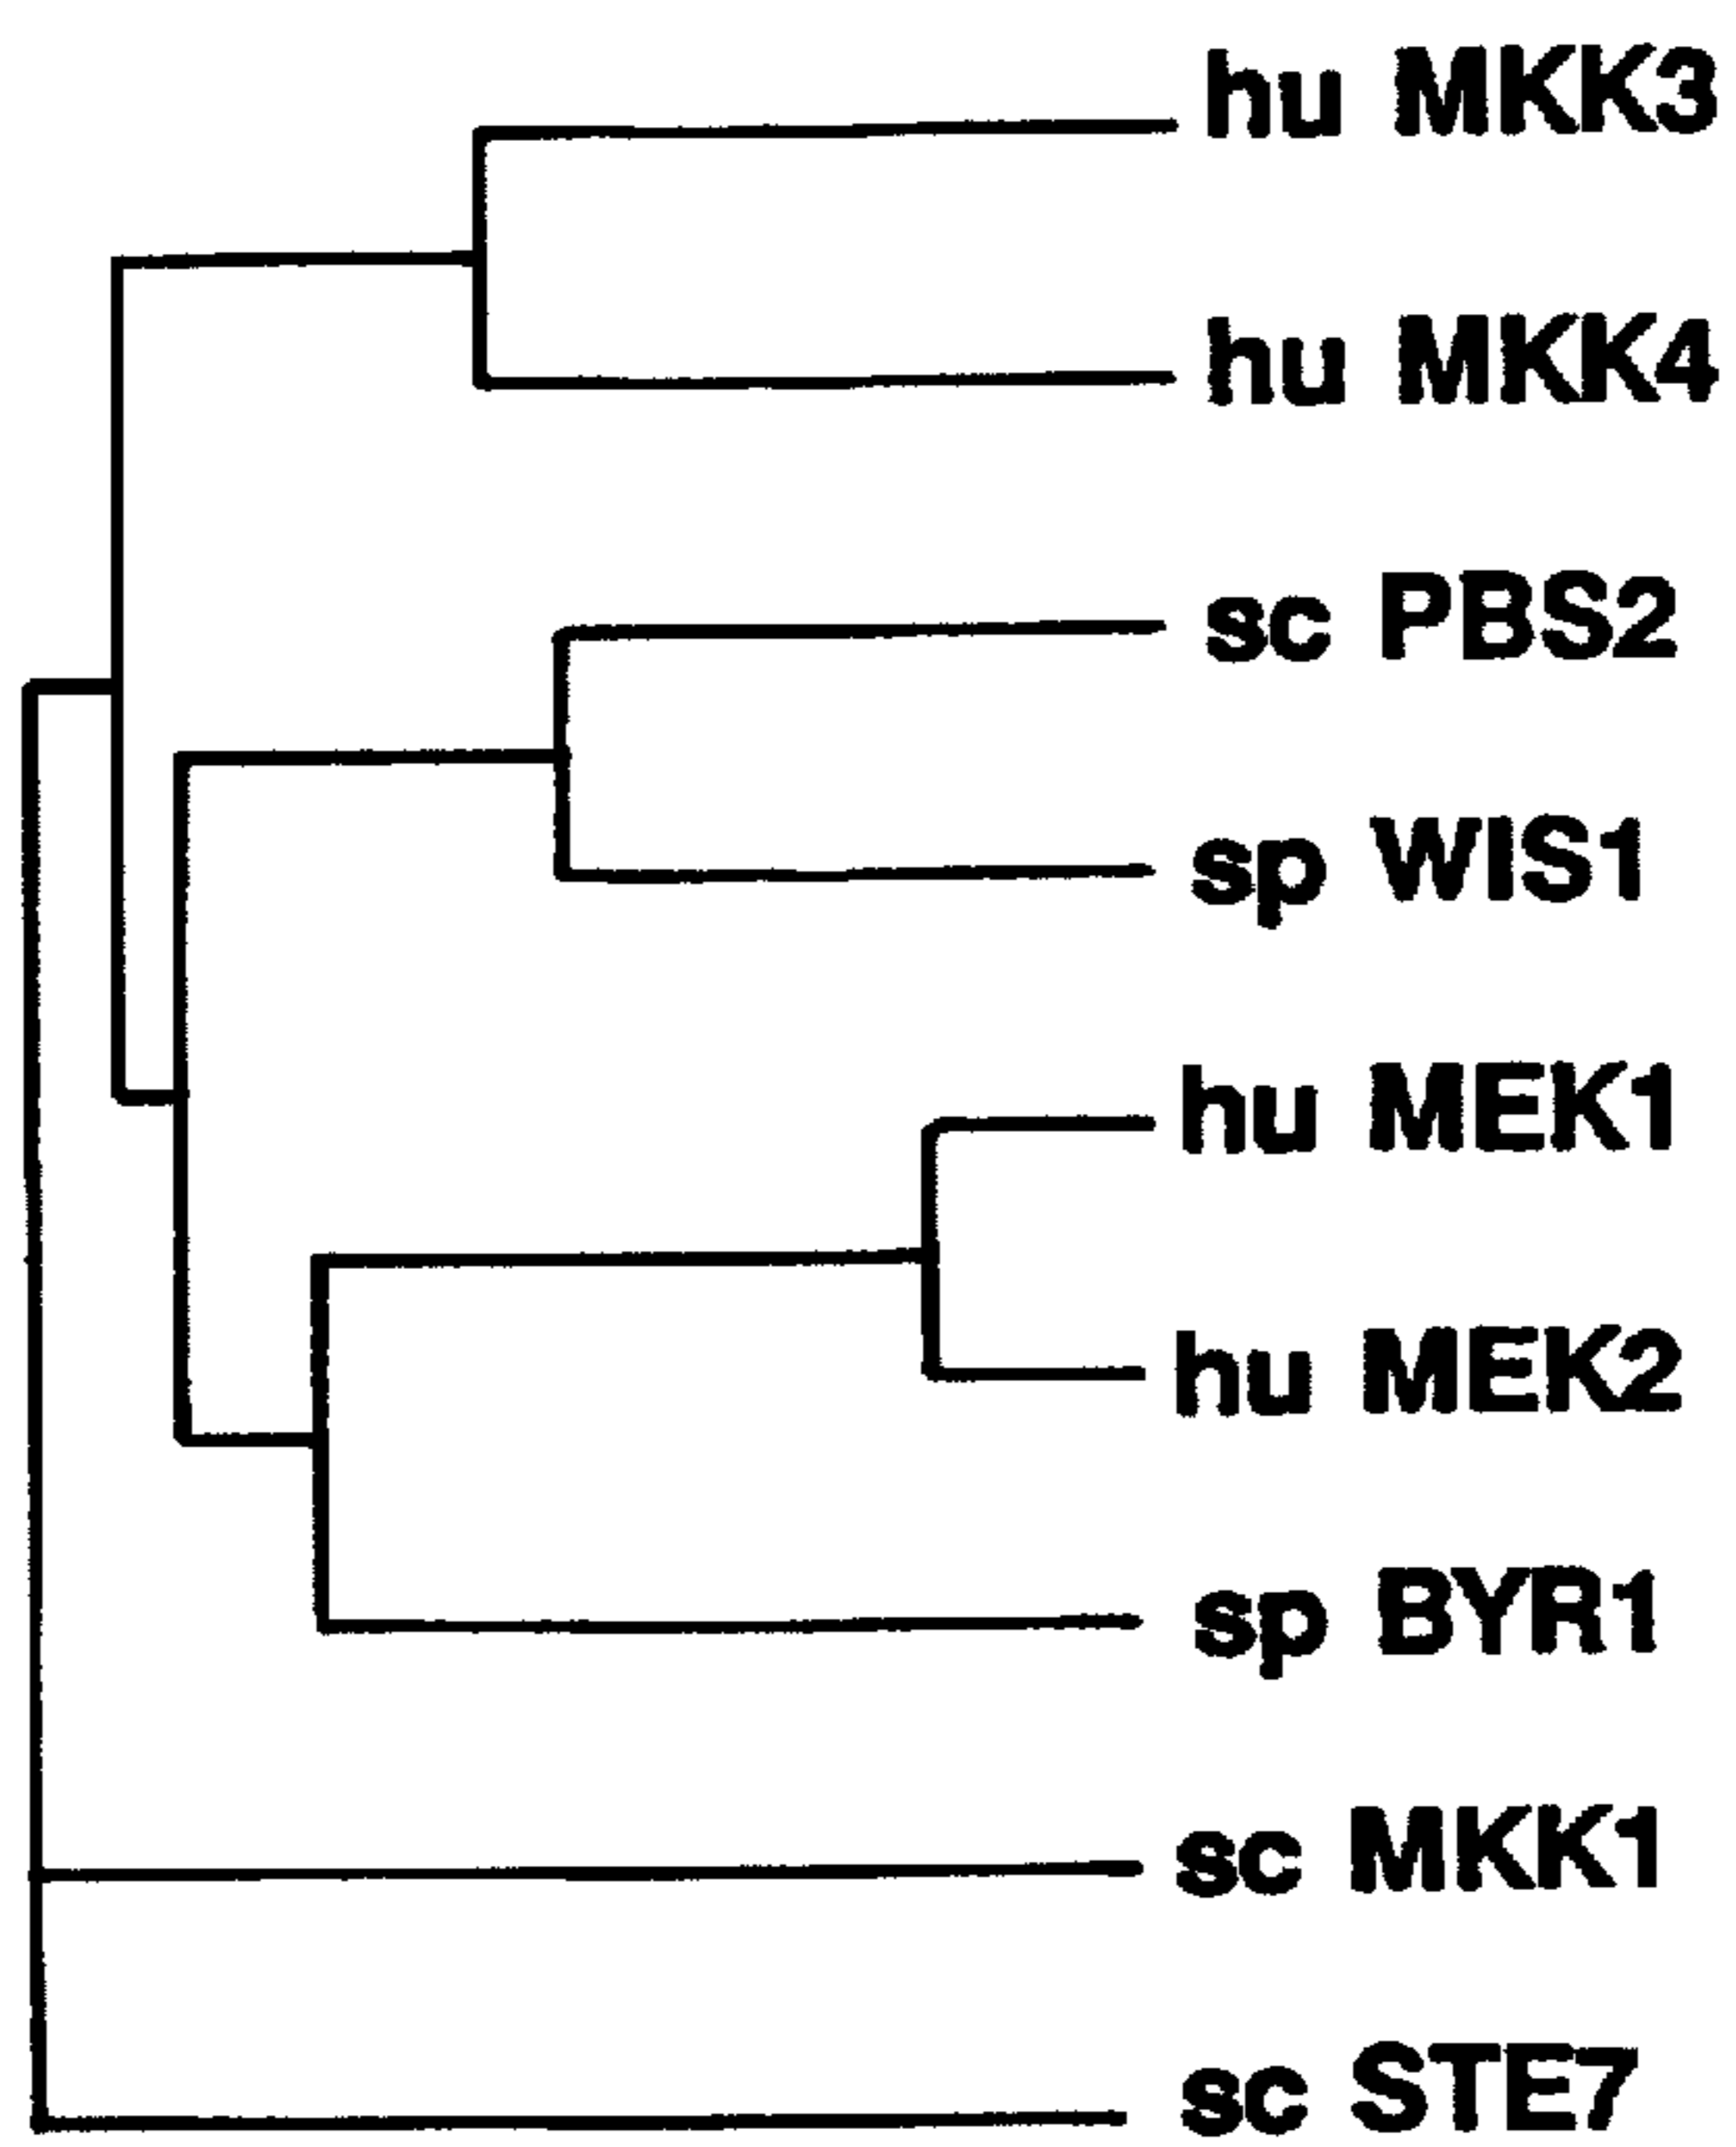 hu MKK3
hu MKK4
sc PBS2
sp WIS1
hu MEK1
hu MEK2
sp BYR1
sc MKK1
sc STE7